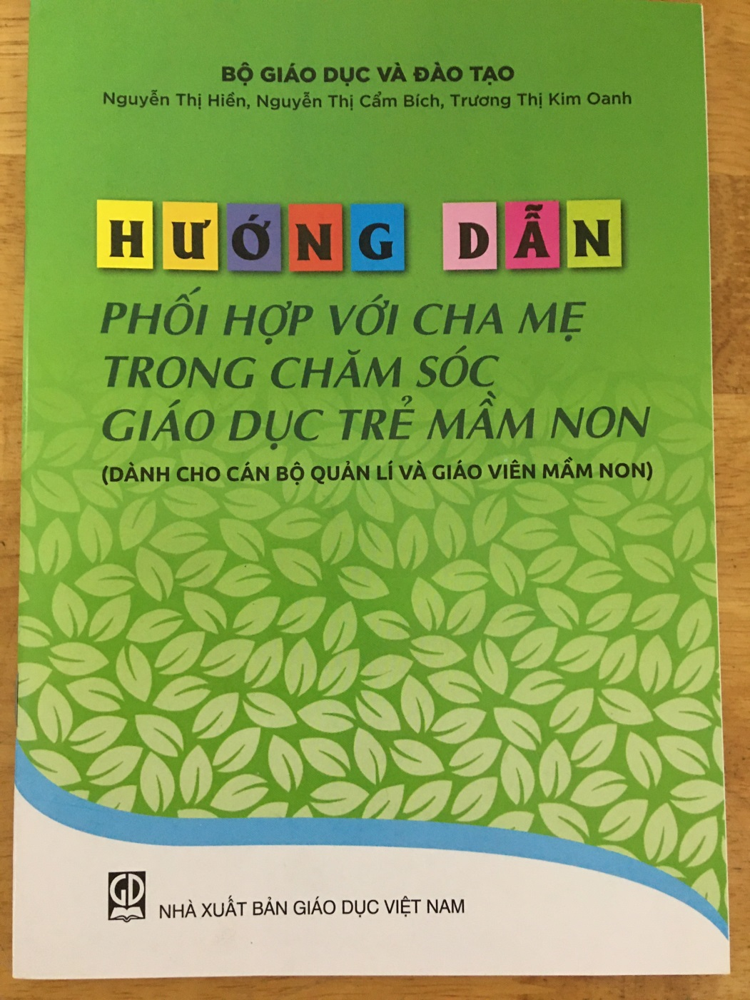 BỘ GIÁO DỤC VÀ ĐÀO TẠO
Nguyễn Thị Hiền, Nguyễn Thị Cẩm Bích, Trương Thị Kim Oanh
HƯỚNG DẪN
PHỐI HỢP VỚI CHA MẸ
TRONG CHĂM SÓC
GIÁO DỤC TRẺ MẦM NON
(DÀNH CHO CÁN BỘ QUẢN LÍ VÀ GIÁO VIÊN MẦM NON)
GD NHÀ XUẤT BẢN GIÁO DỤC VIỆT NAM